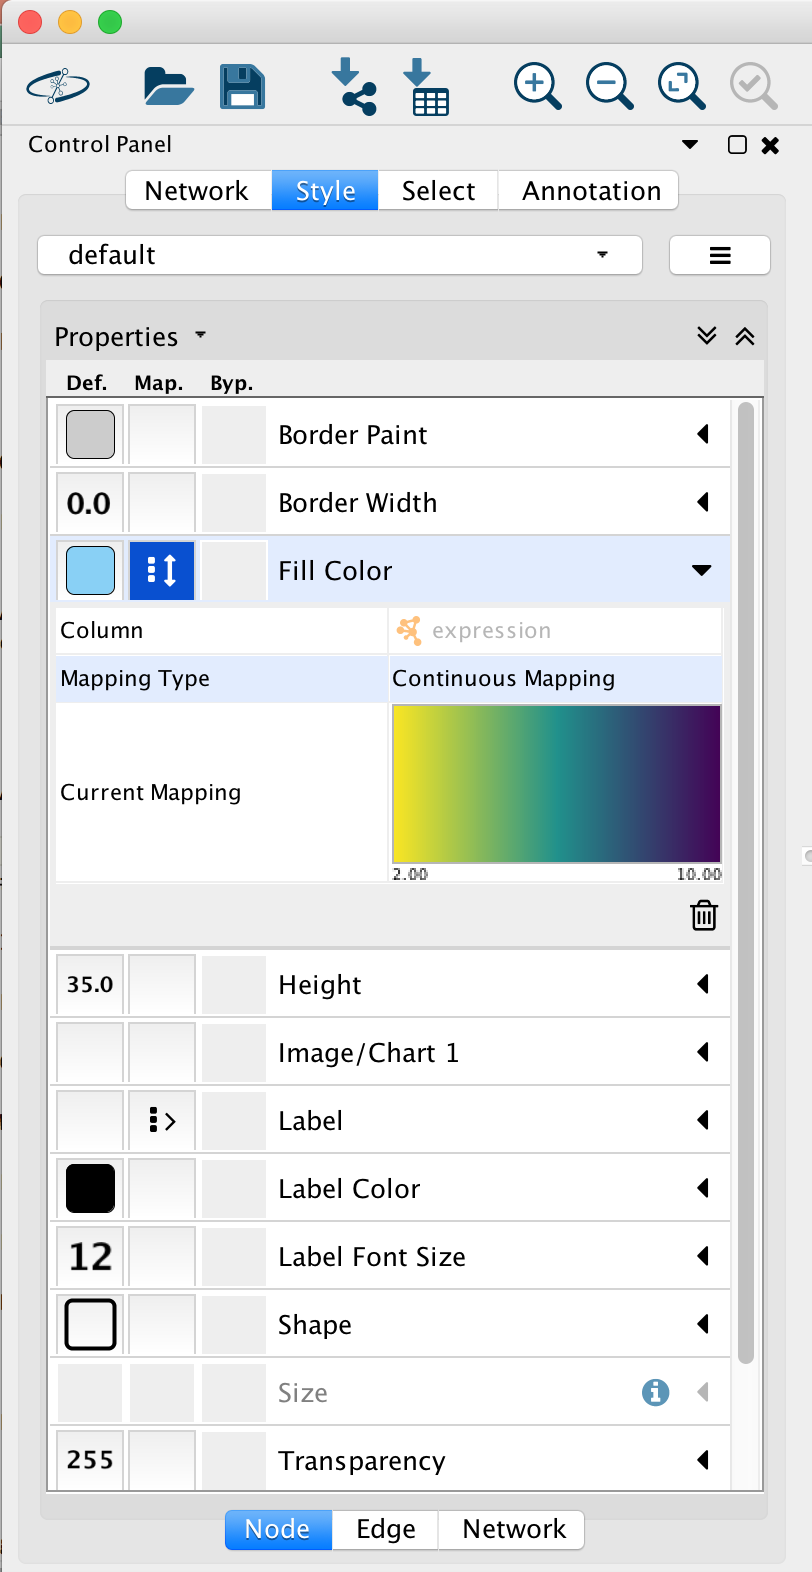 Control Panel
Network Style Select Annotation
default
Properties
Def. Map. Byp.
Border Paint
0.0 Border Width
Fill Color
Column expression
Mapping Type Continuous Mapping
Current Mapping
2.00 10.00
35.0 Height
Image/Chart 1
Label
Label Color
12 Label Font Size
Shape
Size
255 Transparency
Node Edge Network